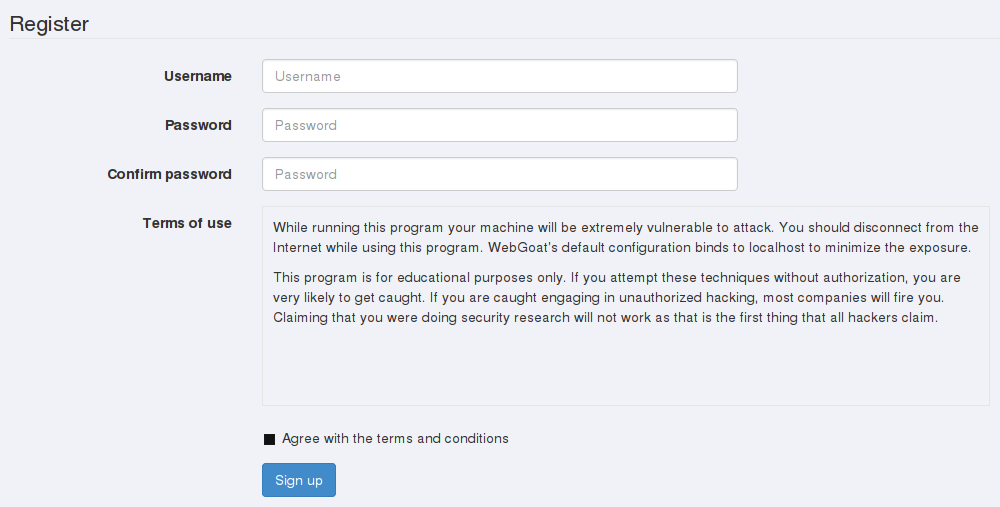 Register
Username
Username
Password
Password
Confirm password
Password
Terms of use
While running this program your machine will be extremely vulnerable to attack. You should disconnect from the
Internet while using this program. WebGoat's default configuration binds to localhost to minimize the exposure.
This program is for educational purposes only. If you attempt these techniques without authorization, you are
very likely to get caught. If you are caught engaging in unauthorized hacking, most companies will fire you.
Claiming that you were doing security research will not work as that is the first thing that all hackers claim.
Agree with the terms and conditions
Sign up